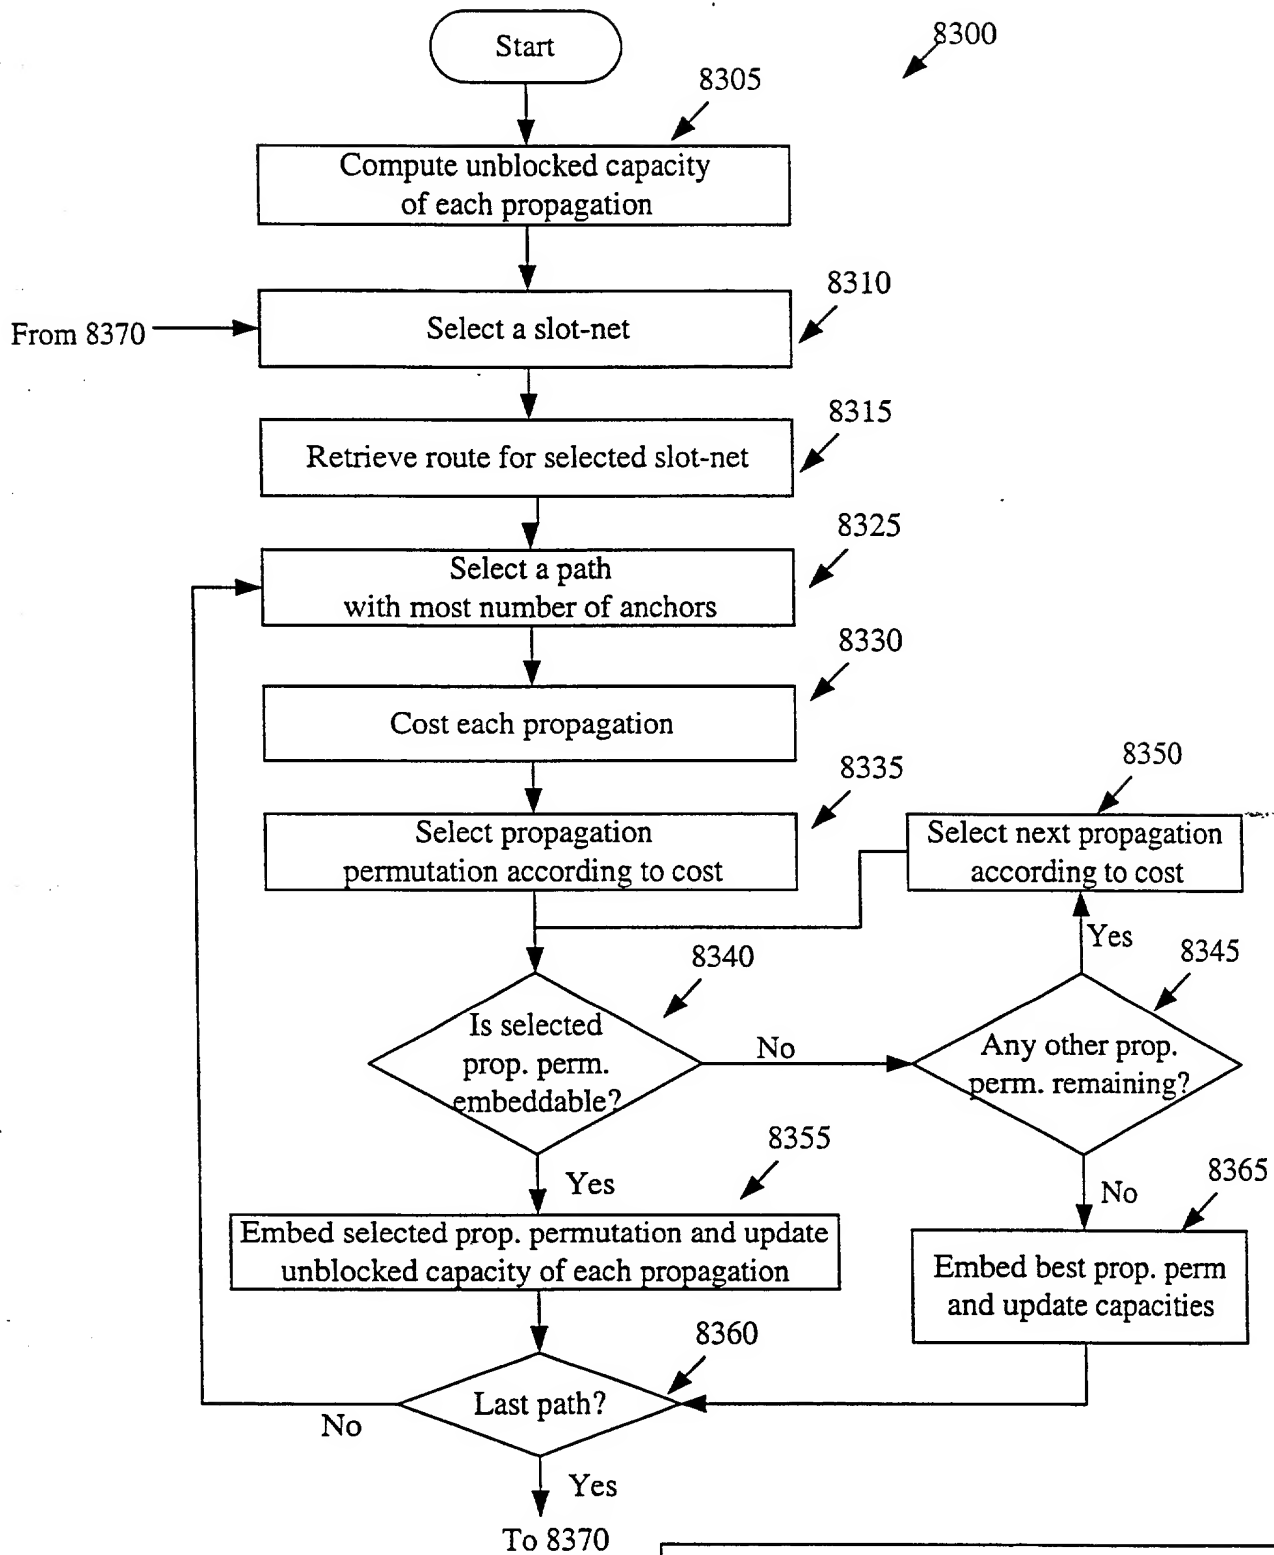 Start
8300
8305
Compute unblocked capacity
of each propagation
8310
From 8370
Select a slot-net
8315
Retrieve route for selected slot-net
8325
Select a path
with most number of anchors
8330
Cost each propagation
8335
8350
Select propagation
permutation according to cost
Select next propagation
according to cost
Yes
8340
8345
Is selected
prop. perm.
embeddable?
No
Any other prop.
perm. remaining?
8355
Yes
No
8365
Embed selected prop. permutation and update
unblocked capacity of each propagation
Embed best prop. perm
and update capacities
8360
Last path?
No
Yes
To 8370